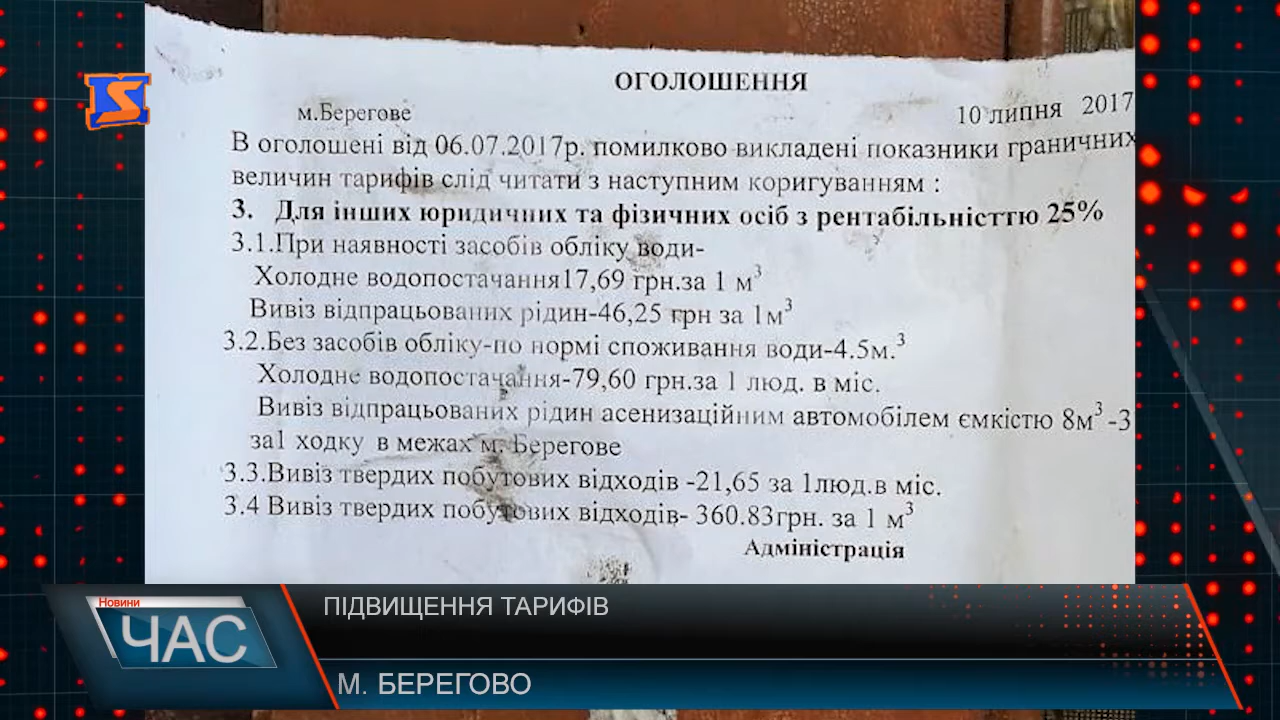 ОГОЛОШЕННЯ
м.Берегове 10 липня 2017
В оголошені від 06.07.2017р. помилково викладені показники граничних
величин тарифів слід читати з наступним коригуванням :
3. Для інших юридичних та фізичних осіб з рентабільністтю 25%
3.1.При наявності засобів обліку води-
Холодне водопостачання17,69 грн.за 1 м³
Вивіз відпрацьованих рідин-46,25 грн за 1м³
3.2.Без засобів обліку-по нормі споживання води-4.5м.³
Холодне водопостачання-79,60 грн.за 1 люд. в міс.
Вивіз відпрацьованих рідин асенизаційним автомобілем ємкістю 8м³ -3
за1 ходку в межах м. Берегове
3.3.Вивіз твердих побутових відходів -21,65 за 1люд.в міс.
3.4 Вивіз твердих побутових відходів- 360.83грн. за 1 м³
Адміністрація
Новини
ЧАС
ПІДВИЩЕННЯ ТАРИФІВ
М. БЕРЕГОВО